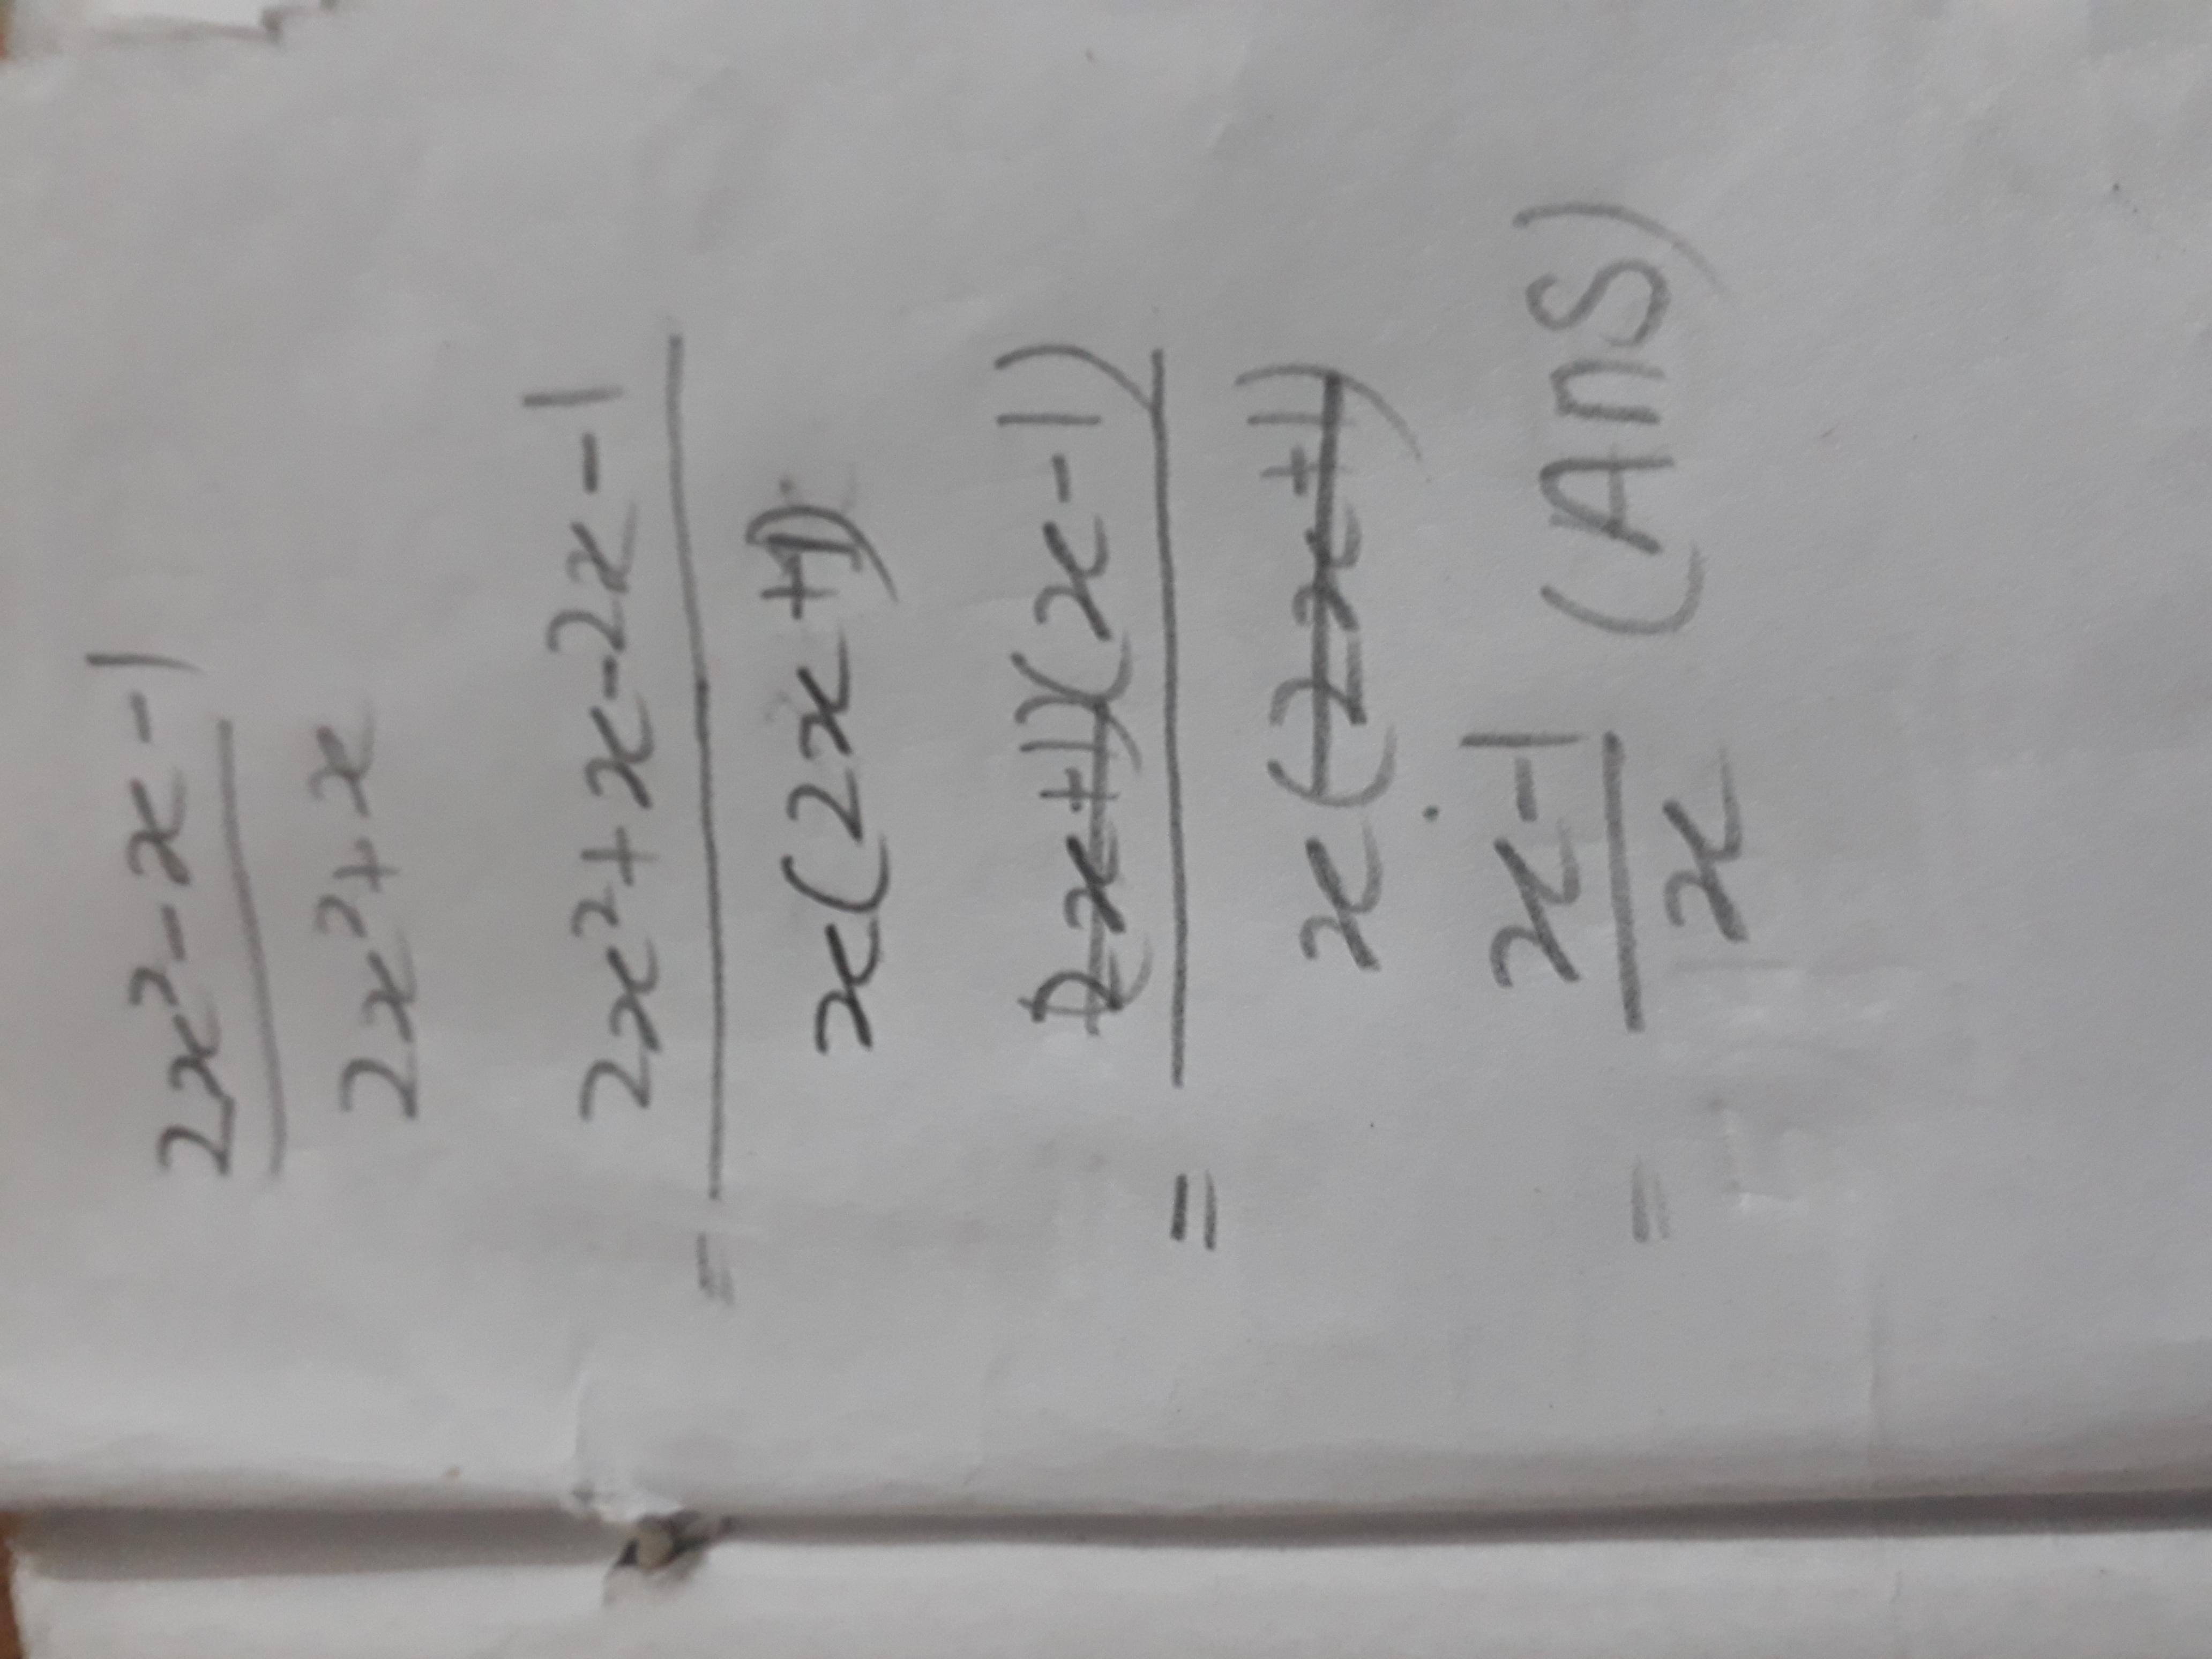 2x² - x - 1
2x² + x
= 2x² + x - 2x - 1
x(2x + 1)
= (2x + 1)(x - 1)
x(2x + 1)
= x - 1 (Ans)
x